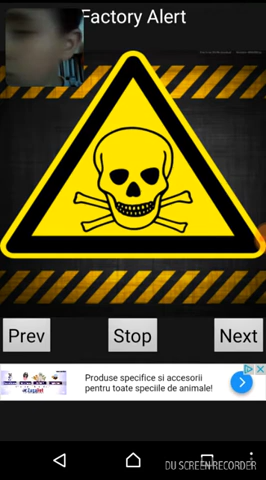 Factory Alert
Prev
Stop
Next
Produse specifice si accesorii
pentru toate speciile de animale!
DU SCREEN RECORDER